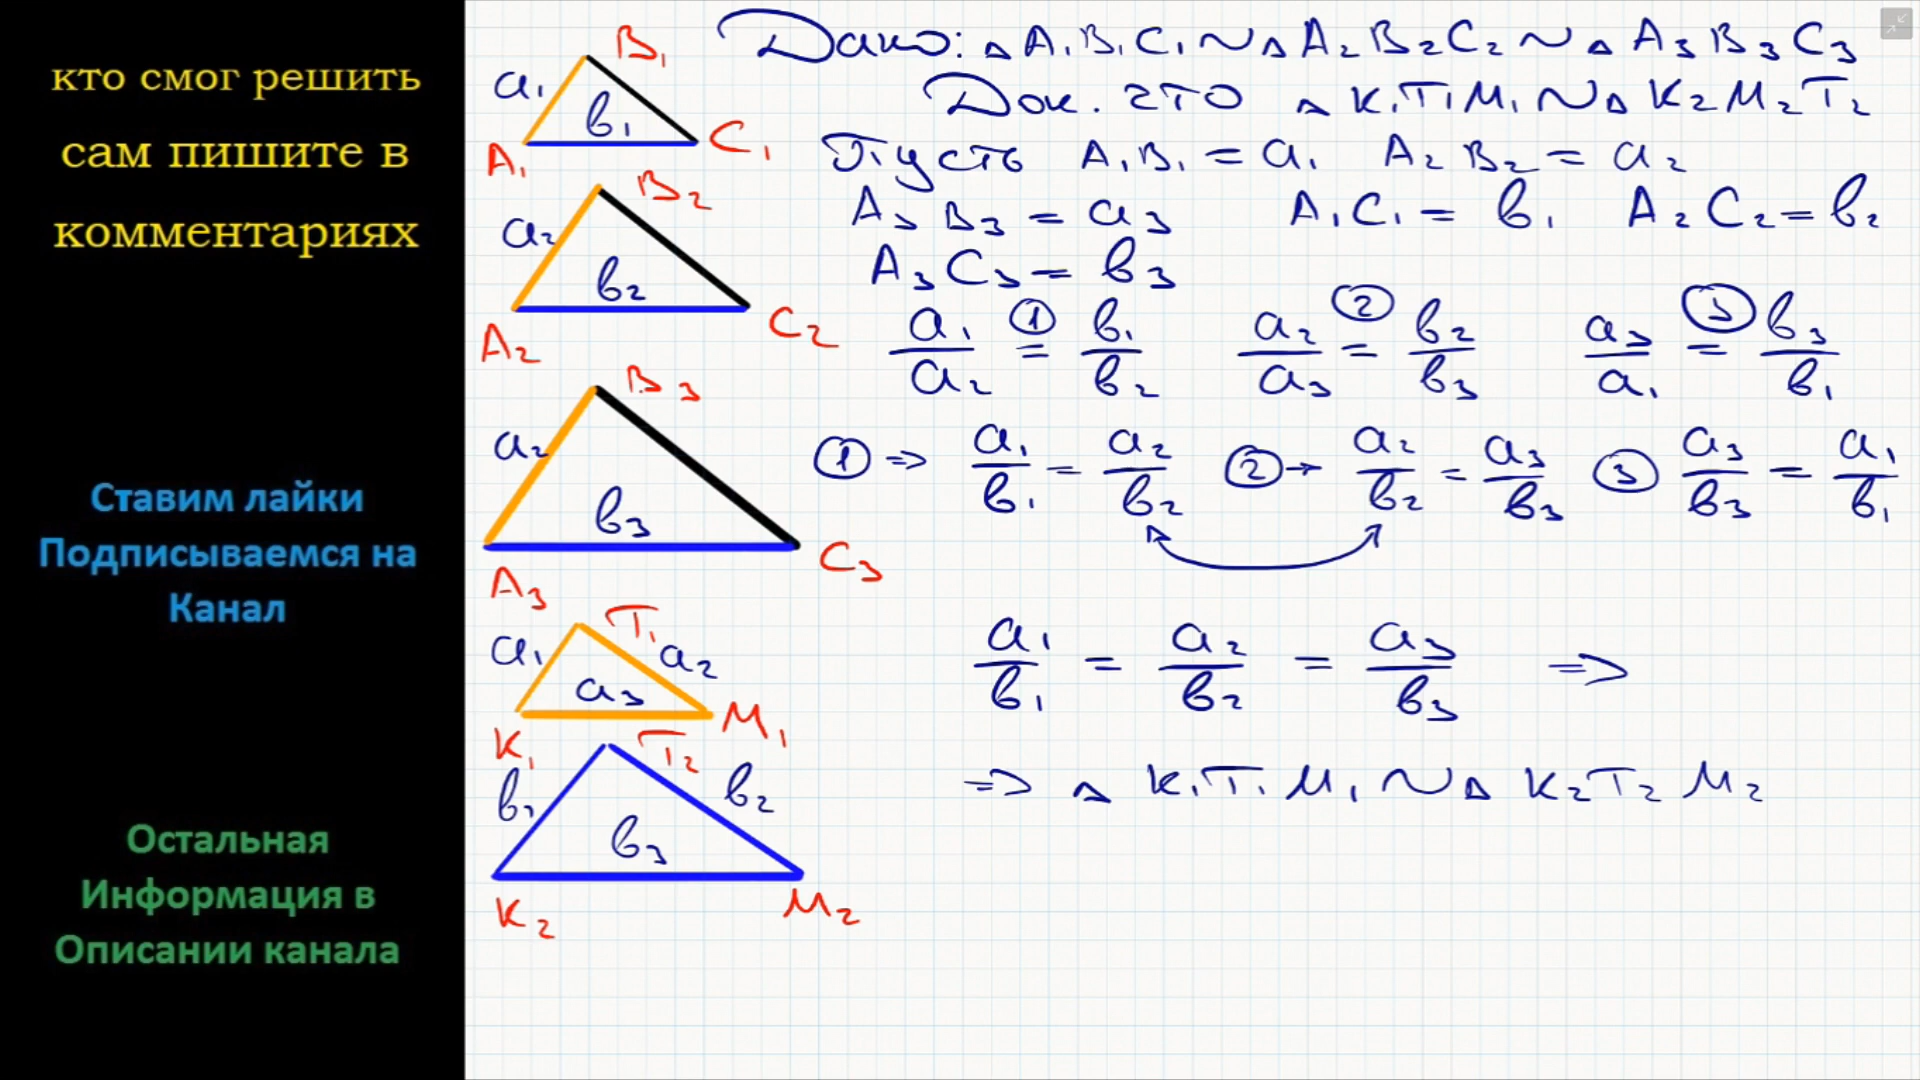 кто смог решить
сам пишите в
комментариях
Ставим лайки
Подписываемся на
Канал
Остальная
Информация в
Описании канала
B₁
a₁
b₁
A₁
C₁
B₂
a₂
b₂
A₂
C₂
B₃
a₂
b₃
A₃
C₃
T₁
a₁
a₂
a₃
K₁
M₁
T₂
b₁
b₂
b₃
K₂
M₂
Дано: △ A₁B₁C₁ ~ △ A₂B₂C₂ ~ △ A₃B₃C₃
Док. что △ K₁T₁M₁ ~ △ K₂M₂T₂
Пусть A₁B₁ = a₁ A₂B₂ = a₂
A₃B₃ = a₃ A₁C₁ = b₁ A₂C₂ = b₂
A₃C₃ = b₃
a₁/a₂ ①= b₁/b₂ a₂/a₃ ②= b₂/b₃ a₃/a₁ ③= b₃/b₁
① ⇒ a₁/b₁ = a₂/b₂ ② → a₂/b₂ = a₃/b₃ ③ a₃/b₃ = a₁/b₁
a₁/b₁ = a₂/b₂ = a₃/b₃ ⇒
⇒ △ K₁T₁M₁ ~ △ K₂T₂M₂